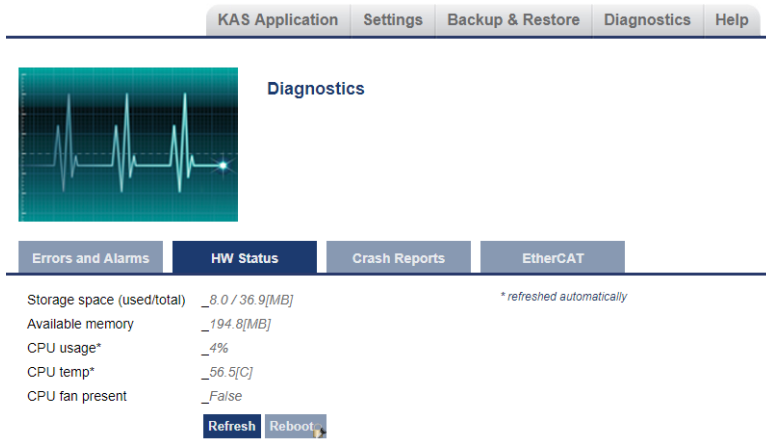 KAS Application Settings Backup & Restore Diagnostics Help
Diagnostics
Errors and Alarms HW Status Crash Reports EtherCAT
Storage space (used/total) _8.0 / 36.9[MB] * refreshed automatically
Available memory _194.8[MB]
CPU usage* _4%
CPU temp* _56.5[C]
CPU fan present _False
Refresh Reboot